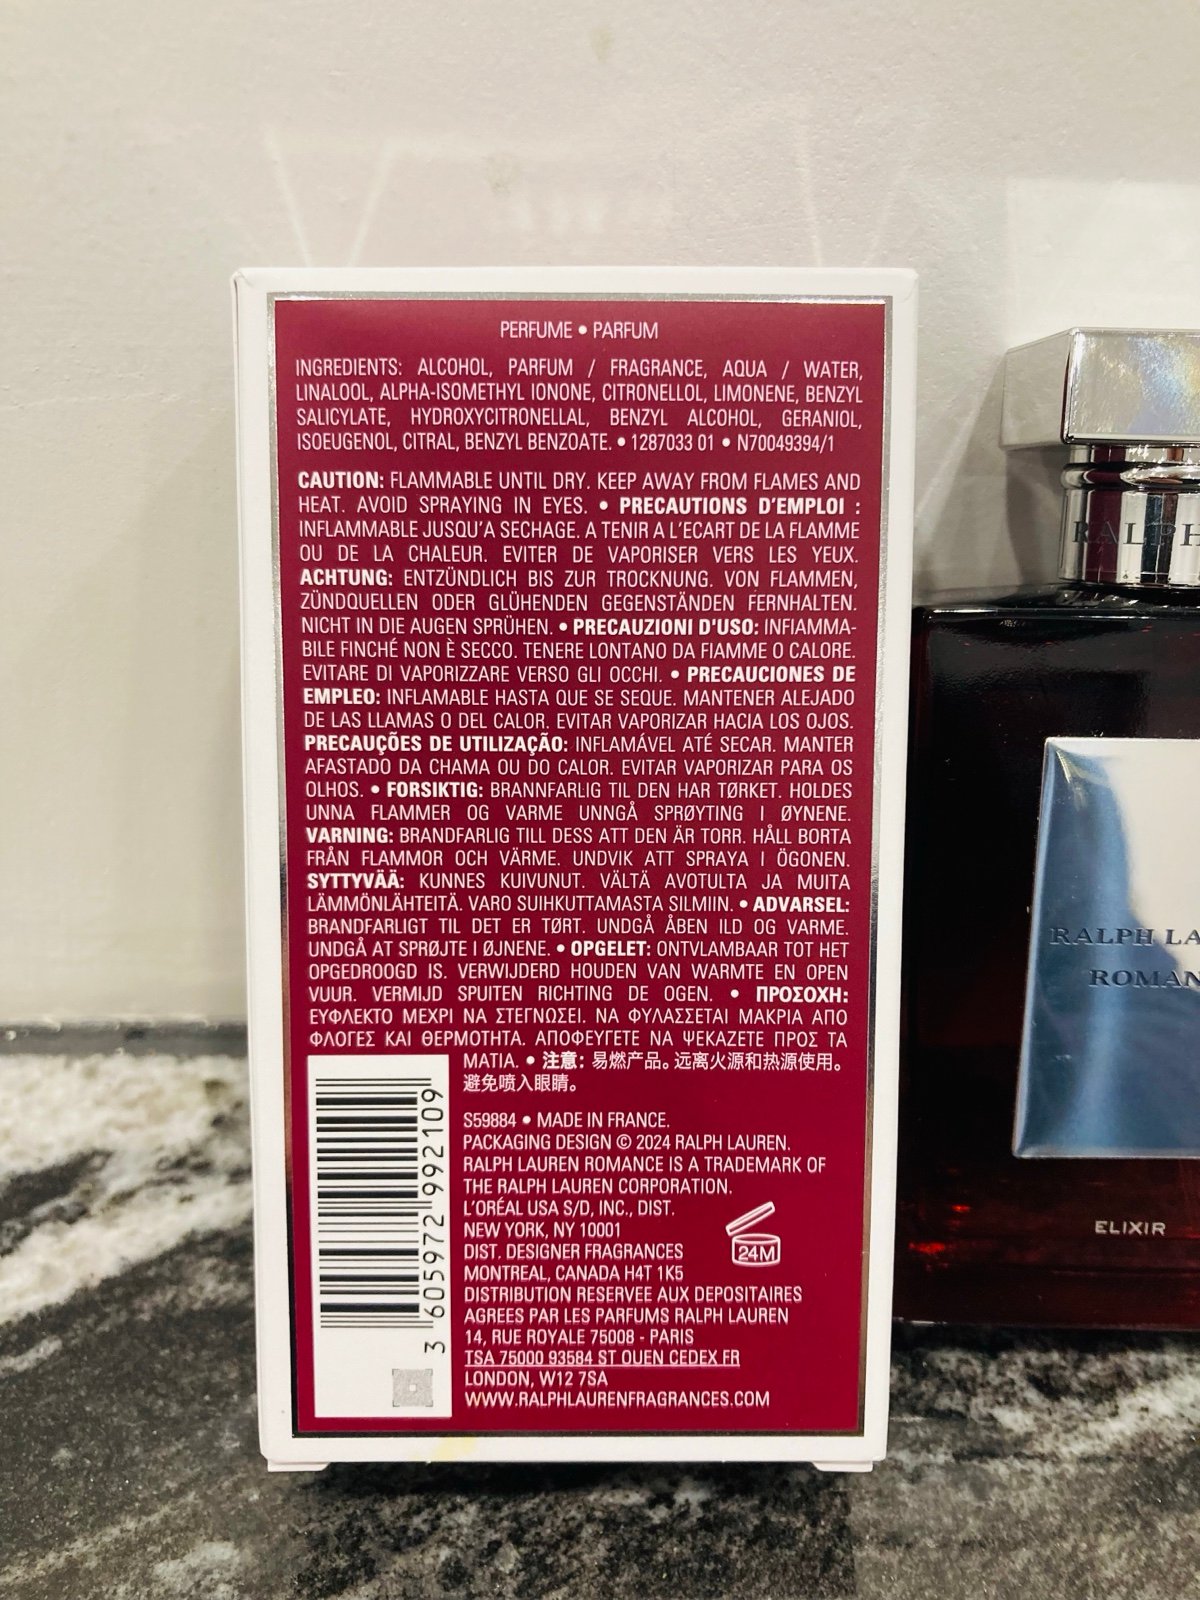 PERFUME • PARFUM
INGREDIENTS: ALCOHOL, PARFUM / FRAGRANCE, AQUA / WATER,
LINALOOL, ALPHA-ISOMETHYL IONONE, CITRONELLOL, LIMONENE, BENZYL
SALICYLATE, HYDROXYCITRONELLAL, BENZYL ALCOHOL, GERANIOL,
ISOEUGENOL, CITRAL, BENZYL BENZOATE. • 1287033 01 • N70049394/1
CAUTION: FLAMMABLE UNTIL DRY. KEEP AWAY FROM FLAMES AND
HEAT. AVOID SPRAYING IN EYES. • PRECAUTIONS D'EMPLOI :
INFLAMMABLE JUSQU'A SECHAGE. A TENIR A L'ECART DE LA FLAMME
OU DE LA CHALEUR. EVITER DE VAPORISER VERS LES YEUX.
ACHTUNG: ENTZÜNDLICH BIS ZUR TROCKNUNG. VON FLAMMEN,
ZÜNDQUELLEN ODER GLÜHENDEN GEGENSTÄNDEN FERNHALTEN.
NICHT IN DIE AUGEN SPRÜHEN. • PRECAUZIONI D'USO: INFIAMMA-
BILE FINCHÉ NON È SECCO. TENERE LONTANO DA FIAMME O CALORE.
EVITARE DI VAPORIZZARE VERSO GLI OCCHI. • PRECAUCIONES DE
EMPLEO: INFLAMABLE HASTA QUE SE SEQUE. MANTENER ALEJADO
DE LAS LLAMAS O DEL CALOR. EVITAR VAPORIZAR HACIA LOS OJOS.
PRECAUÇÕES DE UTILIZAÇÃO: INFLAMÁVEL ATÉ SECAR. MANTER
AFASTADO DA CHAMA OU DO CALOR. EVITAR VAPORIZAR PARA OS
OLHOS. • FORSIKTIG: BRANNFARLIG TIL DEN HAR TØRKET. HOLDES
UNNA FLAMMER OG VARME UNNGÅ SPRØYTING I ØYNENE.
VARNING: BRANDFARLIG TILL DESS ATT DEN ÄR TORR. HÅLL BORTA
FRÅN FLAMMOR OCH VÄRME. UNDVIK ATT SPRAYA I ÖGONEN.
SYTTYVÄÄ: KUNNES KUIVUNUT. VÄLTÄ AVOTULTA JA MUITA
LÄMMÖNLÄHTEITÄ. VARO SUIHKUTTAMASTA SILMIIN. • ADVARSEL:
BRANDFARLIGT TIL DET ER TØRT. UNDGÅ ÅBEN ILD OG VARME.
UNDGÅ AT SPRØJTE I ØJNENE. • OPGELET: ONTVLAMBAAR TOT HET
OPGEDROOGD IS. VERWIJDERD HOUDEN VAN WARMTE EN OPEN
VUUR. VERMIJD SPUITEN RICHTING DE OGEN. • ΠΡΟΣΟΧΗ:
ΕΥΦΛΕΚΤΟ ΜΕΧΡΙ ΝΑ ΣΤΕΓΝΩΣΕΙ. ΝΑ ΦΥΛΑΣΣΕΤΑΙ ΜΑΚΡΙΑ ΑΠΟ
ΦΛΟΓΕΣ ΚΑΙ ΘΕΡΜΟΤΗΤΑ. ΑΠΟΦΕΥΓΕΤΕ ΝΑ ΨΕΚΑΖΕΤΕ ΠΡΟΣ ΤΑ
ΜΑΤΙΑ. • 注意: 易燃产品。远离火源和热源使用。
避免喷入眼睛。
S59884 • MADE IN FRANCE.
PACKAGING DESIGN © 2024 RALPH LAUREN.
RALPH LAUREN ROMANCE IS A TRADEMARK OF
THE RALPH LAUREN CORPORATION.
L'ORÉAL USA S/D, INC., DIST.
NEW YORK, NY 10001
DIST. DESIGNER FRAGRANCES
MONTREAL, CANADA H4T 1K5
DISTRIBUTION RESERVEE AUX DEPOSITAIRES
AGREES PAR LES PARFUMS RALPH LAUREN
14, RUE ROYALE 75008 - PARIS
TSA 75000 93584 ST OUEN CEDEX FR
LONDON, W12 7SA
WWW.RALPHLAURENFRAGRANCES.COM
24M
3 605972 992109
RALPH
RALPH LA
ROMAN
ELIXIR